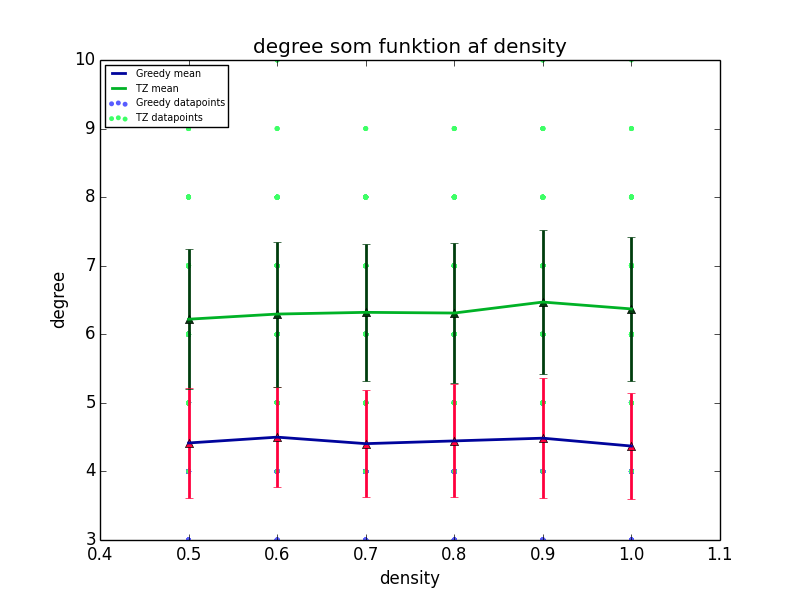 degree som funktion af density
Greedy mean
TZ mean
Greedy datapoints
TZ datapoints
10
9
8
7
6
5
4
3
degree
0.4 0.5 0.6 0.7 0.8 0.9 1.0 1.1
density